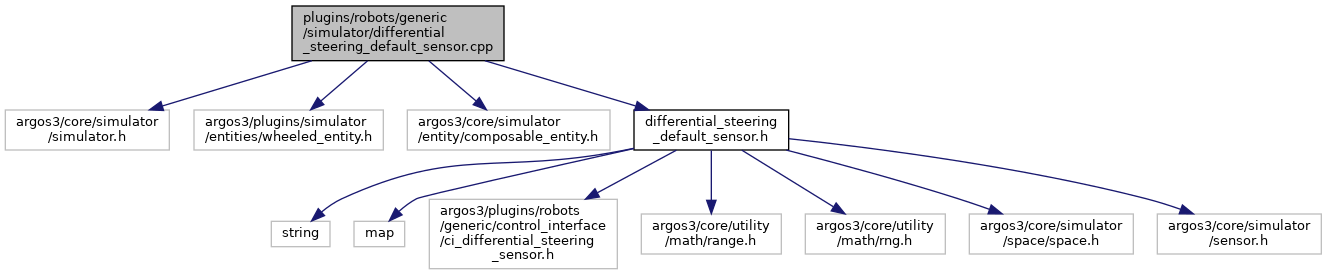 plugins/robots/generic
/simulator/differential
_steering_default_sensor.cpp
argos3/core/simulator
/simulator.h
argos3/plugins/simulator
/entities/wheeled_entity.h
argos3/core/simulator
/entity/composable_entity.h
differential_steering
_default_sensor.h
string
map
argos3/plugins/robots
/generic/control_interface
/ci_differential_steering
_sensor.h
argos3/core/utility
/math/range.h
argos3/core/utility
/math/rng.h
argos3/core/simulator
/space/space.h
argos3/core/simulator
/sensor.h